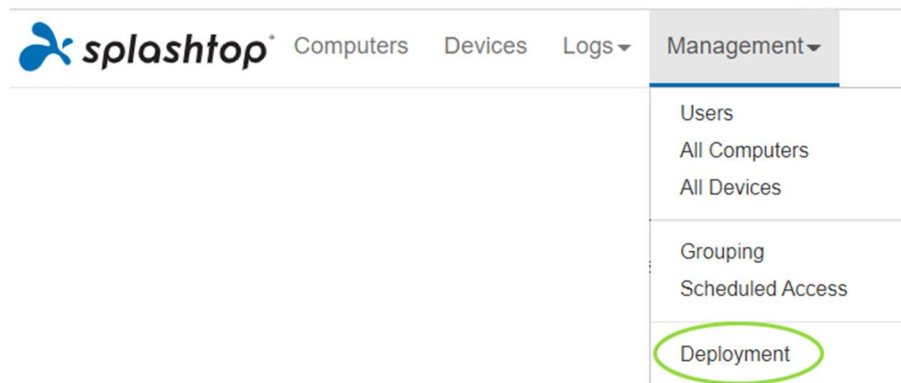 splashtop Computers Devices Logs Management
Users
All Computers
All Devices
Grouping
Scheduled Access
Deployment